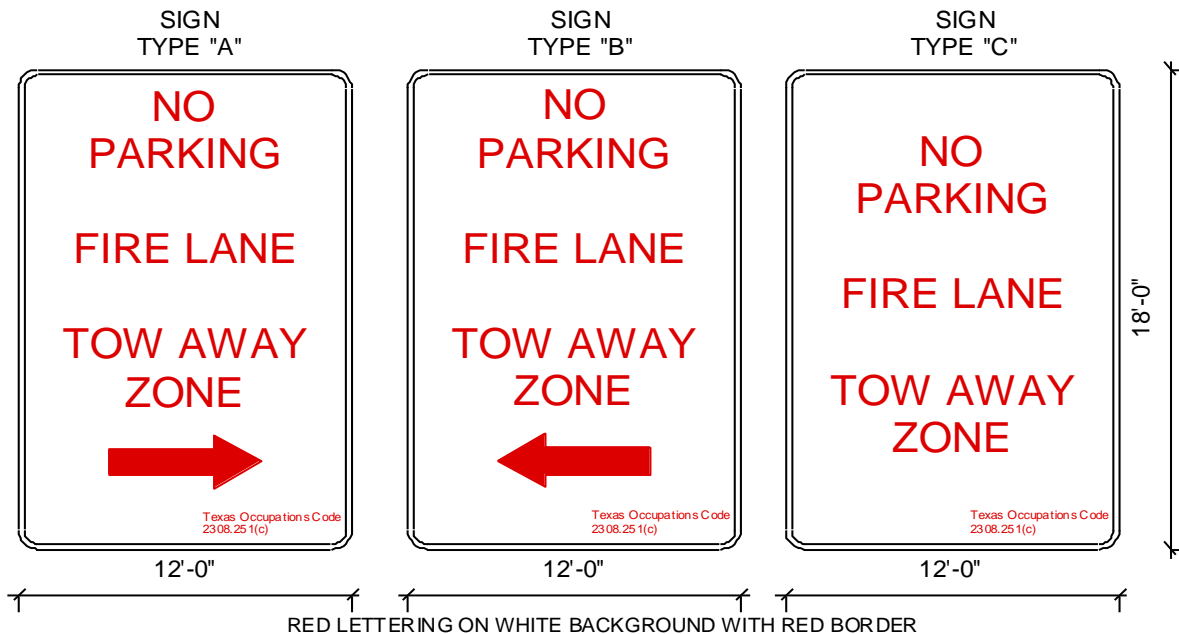 SIGN
TYPE "A"
NO
PARKING
FIRE LANE
TOW AWAY
ZONE
Texas Occupations Code
2308.251(c)
12'-0"
SIGN
TYPE "B"
NO
PARKING
FIRE LANE
TOW AWAY
ZONE
Texas Occupations Code
2308.251(c)
12'-0"
SIGN
TYPE "C"
NO
PARKING
FIRE LANE
TOW AWAY
ZONE
Texas Occupations Code
2308.251(c)
12'-0"
18'-0"
RED LETTERING ON WHITE BACKGROUND WITH RED BORDER